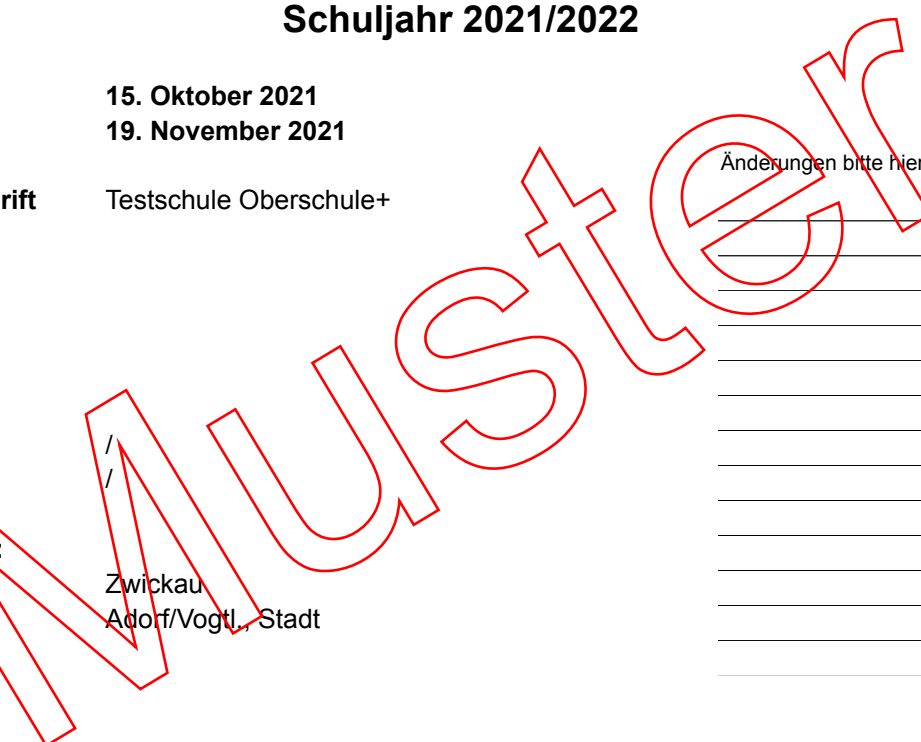 Schuljahr 2021/2022
15. Oktober 2021
19. November 2021
Änderungen bitte hier
rift Testschule Oberschule+
/
/
:
Zwickau
Adorf/Vogtl., Stadt
Muster